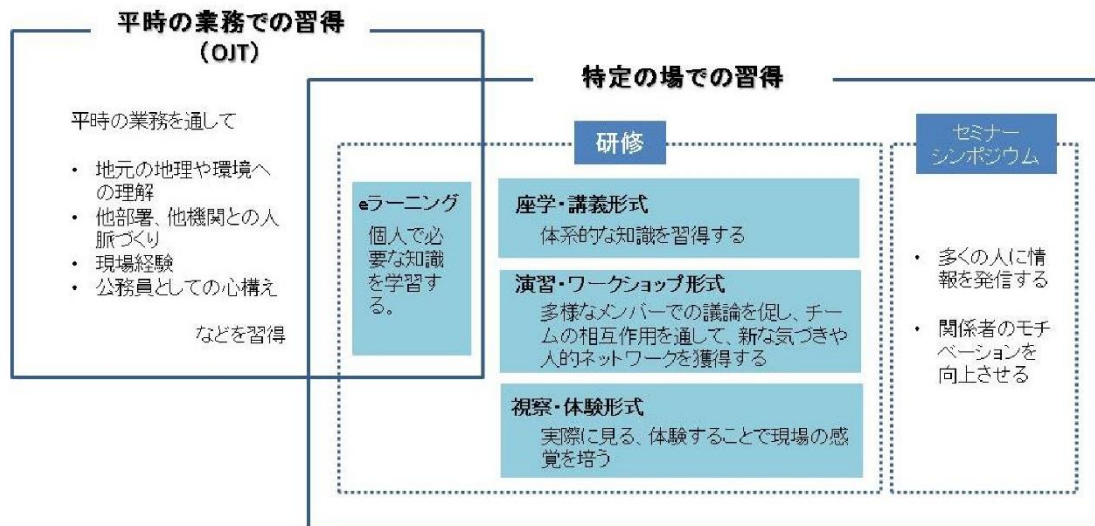 平時の業務での習得
（OJT）
平時の業務を通して
・ 地元の地理や環境へ
の理解
・ 他部署、他機関との人
脈づくり
・ 現場経験
・ 公務員としての心構え
などを習得
特定の場での習得
研修
eラーニング
個人で必
要な知識
を学習す
る。
座学・講義形式
体系的な知識を習得する
演習・ワークショップ形式
多様なメンバーでの議論を促し、チー
ムの相互作用を通して、新な気づきや
人的ネットワークを獲得する
視察・体験形式
実際に見る、体験することで現場の感
覚を培う
セミナー
シンポジウム
・ 多くの人に情
報を発信する
・ 関係者のモチ
ベーションを
向上させる